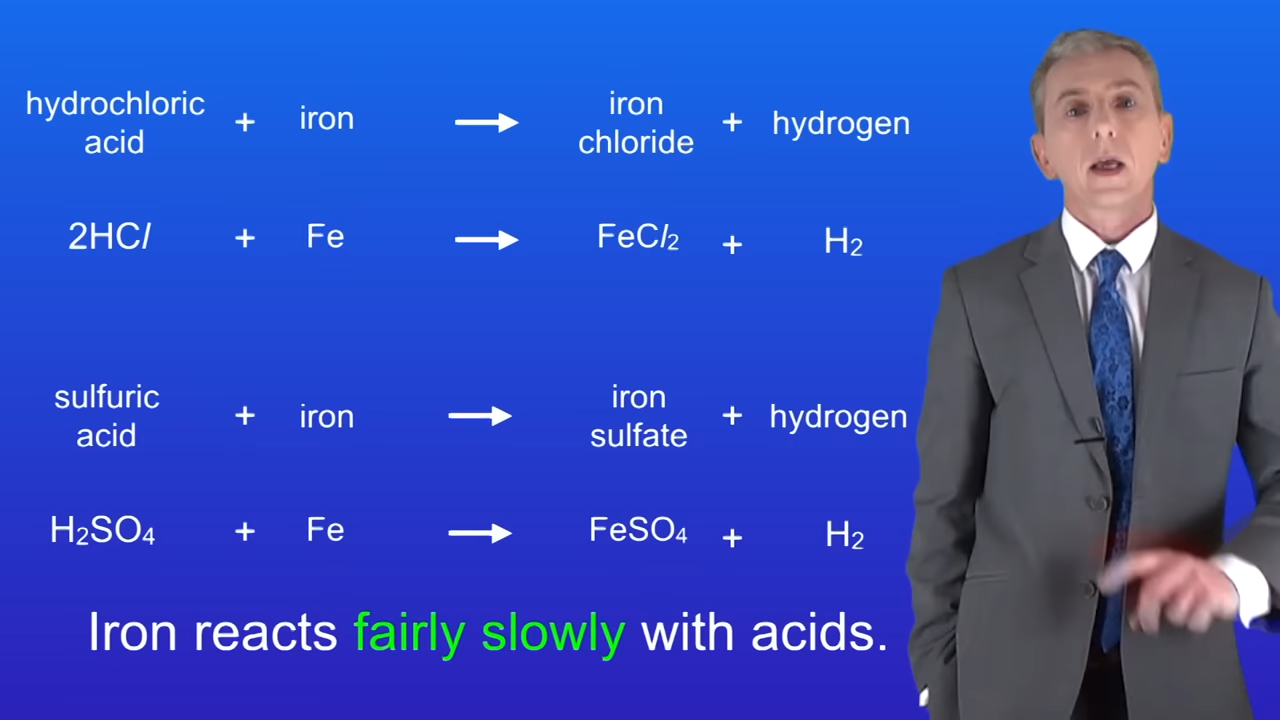 hydrochloric acid + iron → iron chloride + hydrogen
2HCl + Fe → FeCl₂ + H₂
sulfuric acid + iron → iron sulfate + hydrogen
H₂SO₄ + Fe → FeSO₄ + H₂
Iron reacts fairly slowly with acids.